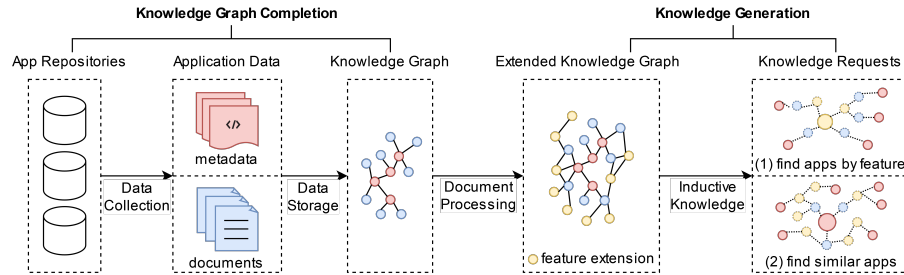 Knowledge Graph Completion
Knowledge Generation
App Repositories
Application Data
Knowledge Graph
Extended Knowledge Graph
Knowledge Requests
</>
metadata
(1) find apps by feature
Data
Collection
Data
Storage
Document
Processing
Inductive
Knowledge
documents
feature extension
(2) find similar apps